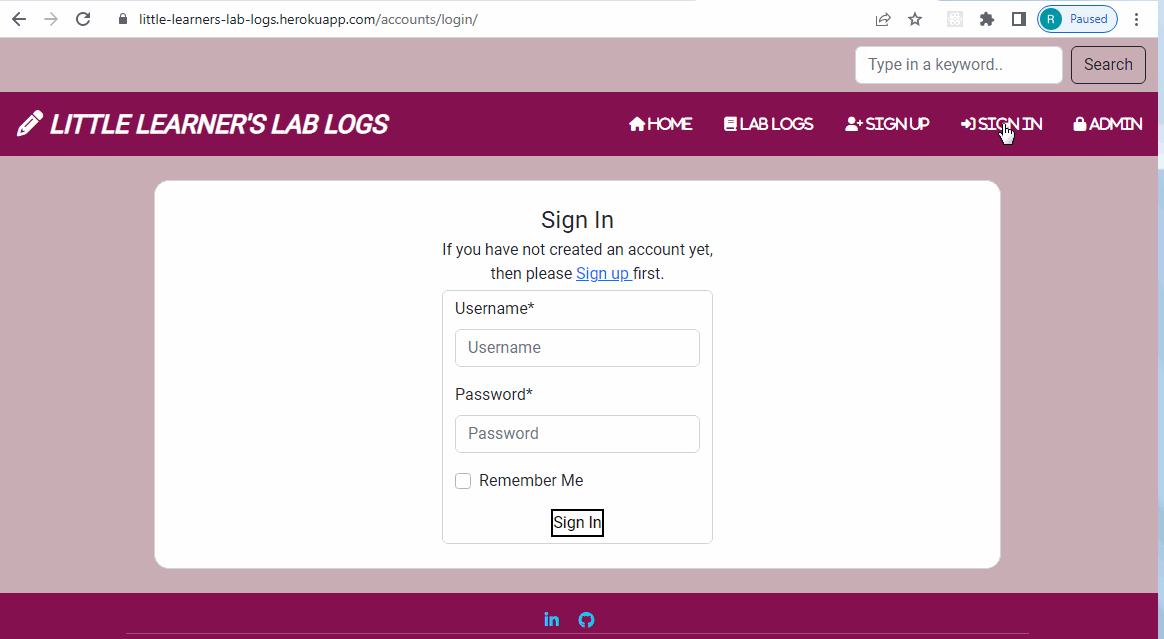 little-learners-lab-logs.herokuapp.com/accounts/login/
R Paused
Type in a keyword.. Search
LITTLE LEARNER'S LAB LOGS HOME LAB LOGS SIGN UP SIGN IN ADMIN
Sign In
If you have not created an account yet,
then please Sign up first.
Username*
Username
Password*
Password
Remember Me
Sign In
in